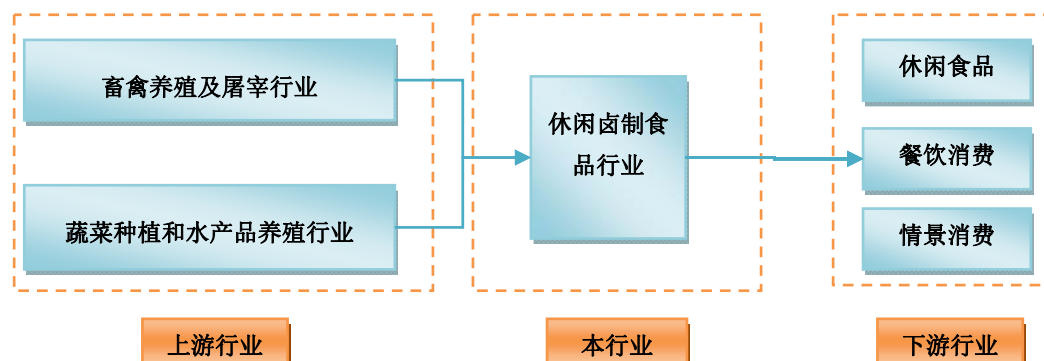 畜禽养殖及屠宰行业
蔬菜种植和水产品养殖行业
休闲卤制食
品行业
休闲食品
餐饮消费
情景消费
上游行业
本行业
下游行业